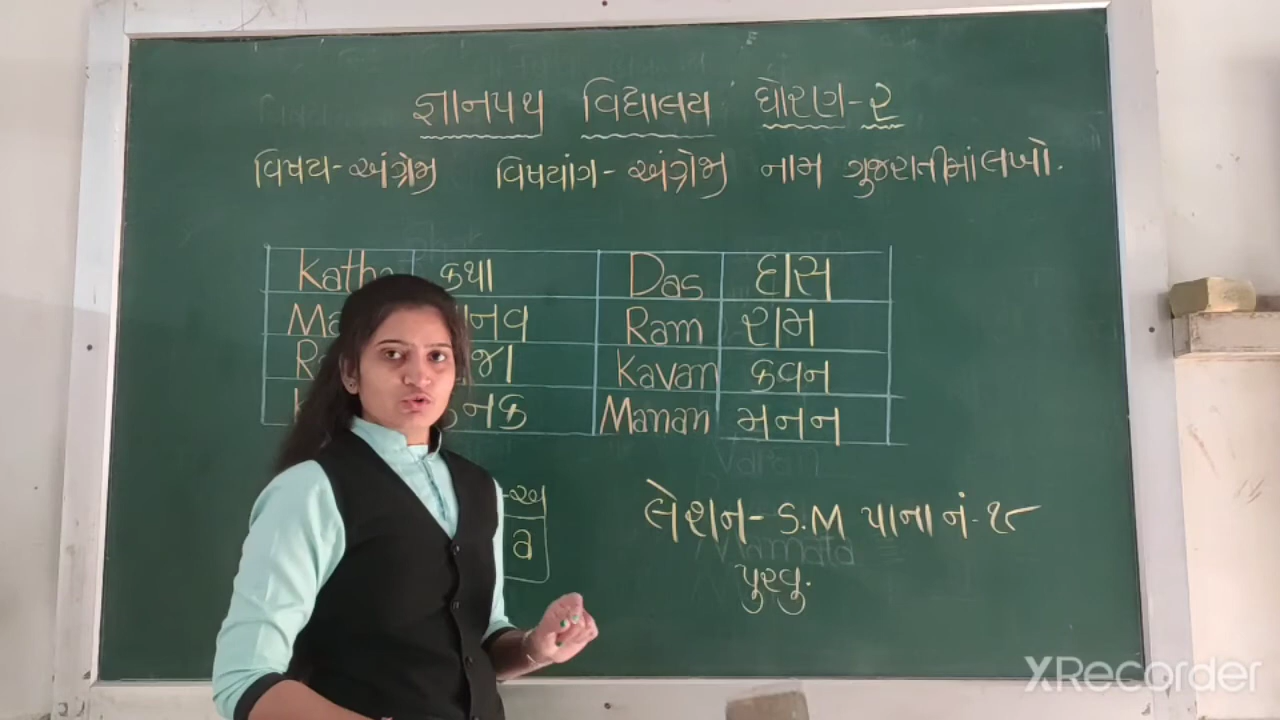 જ્ઞાનપથ વિદ્યાલય ધોરણ-૨
વિષય-અંગ્રેજી વિષયાંગ-અંગ્રેજી નામ ગુજરાતીમાં લખો.
Katha કથા Das દાસ
Ram રામ
Kavan કવન
Manan મનન
-અ
a
લેશન- S.M પાના નં.૧૮
પુરવુ.
XRecorder